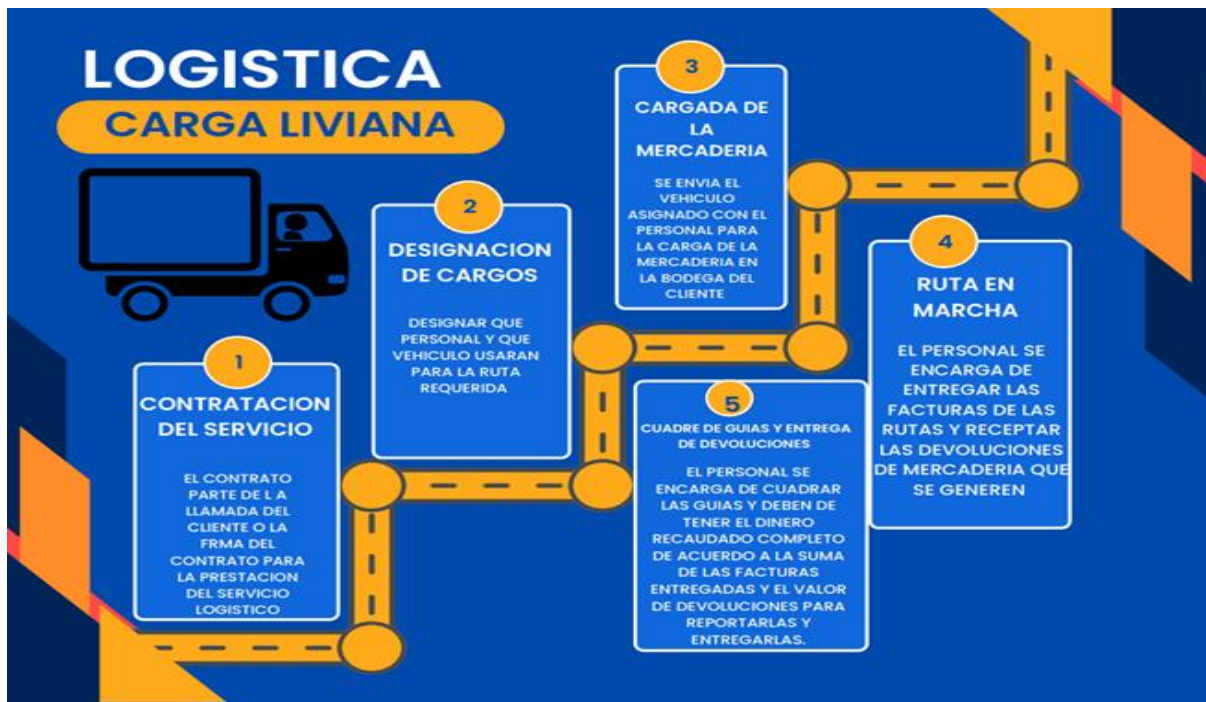 LOGISTICA
CARGA LIVIANA
1
CONTRATACION
DEL SERVICIO
EL CONTRATO
PARTE DE L A
LLAMADA DEL
CLIENTE O LA
FRMA DEL
CONTRATO PARA
LA PRESTACION
DEL SERVICIO
LOGISTICO
2
DESIGNACION
DE CARGOS
DESIGNAR QUE
PERSONAL Y QUE
VEHICULO USARAN
PARA LA RUTA
REQUERIDA
3
CARGADA DE
LA
MERCADERIA
SE ENVIA EL
VEHICULO
ASIGNADO CON EL
PERSONAL PARA
LA CARGA DE LA
MERCADERIA EN
LA BODEGA DEL
CLIENTE
4
RUTA EN
MARCHA
EL PERSONAL SE
ENCARGA DE
ENTREGAR LAS
FACTURAS DE LAS
RUTAS Y RECEPTAR
LAS DEVOLUCIONES
DE MERCADERIA QUE
SE GENEREN
5
CUADRE DE GUIAS Y ENTREGA
DE DEVOLUCIONES
EL PERSONAL SE
ENCARGA DE CUADRAR
LAS GUIAS Y DEBEN DE
TENER EL DINERO
RECAUDADO COMPLETO
DE ACUERDO A LA SUMA
DE LAS FACTURAS
ENTREGADAS Y EL VALOR
DE DEVOLUCIONES PARA
REPORTARLAS Y
ENTREGARLAS.